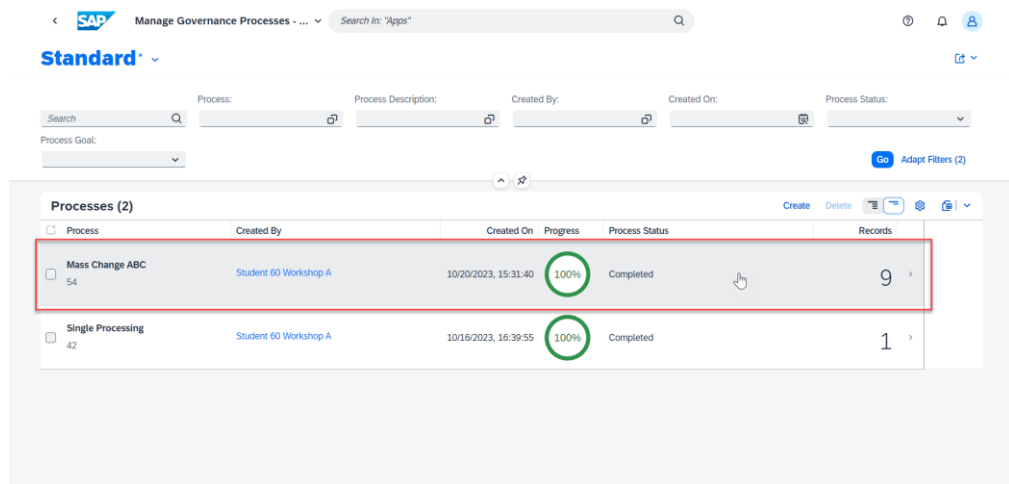 SAP Manage Governance Processes - ... Search In: "Apps"
Standard*
Process: Process Description: Created By: Created On: Process Status:
Search
Process Goal:
Go Adapt Filters (2)
Processes (2) Create Delete
Process Created By Created On Progress Process Status Records
Mass Change ABC
54 Student 60 Workshop A 10/20/2023, 15:31:40 100% Completed 9
Single Processing
42 Student 60 Workshop A 10/16/2023, 16:39:55 100% Completed 1